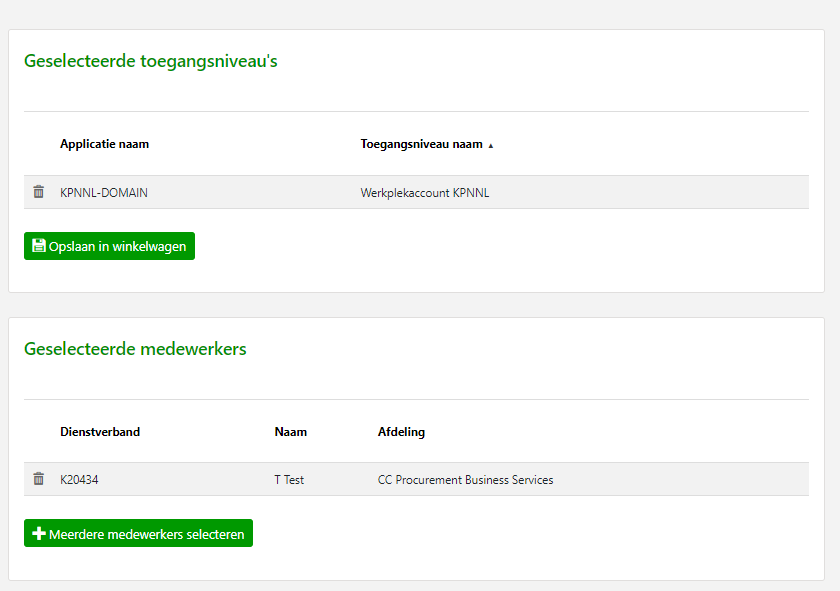 Geselecteerde toegangsniveau's
Applicatie naam Toegangsniveau naam ▲
KPNNL-DOMAIN Werkplekaccount KPNNL
Opslaan in winkelwagen
Geselecteerde medewerkers
Dienstverband Naam Afdeling
K20434 T Test CC Procurement Business Services
Meerdere medewerkers selecteren